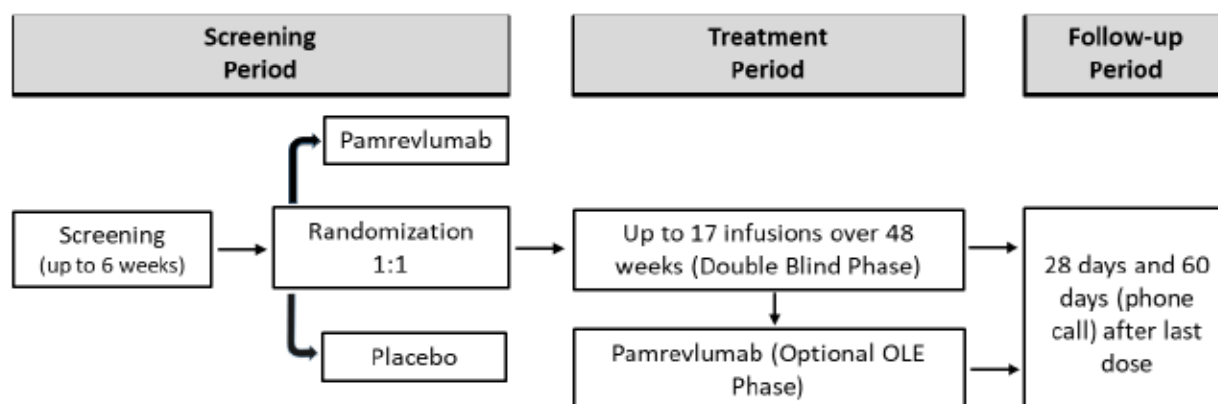 Screening
Period
Treatment
Period
Follow-up
Period
Pamrevlumab
Screening
(up to 6 weeks)
Randomization
1:1
Placebo
Up to 17 infusions over 48
weeks (Double Blind Phase)
Pamrevlumab (Optional OLE
Phase)
28 days and 60
days (phone
call) after last
dose